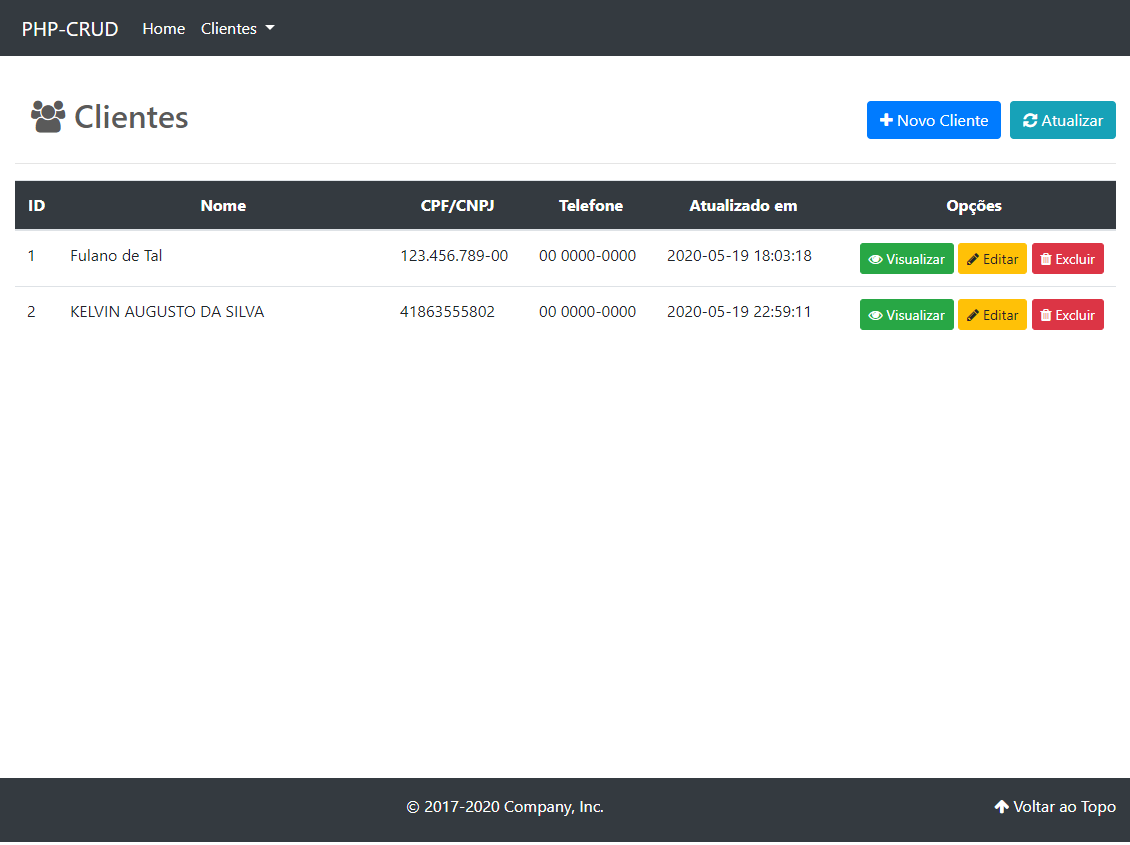 PHP-CRUD Home Clientes
Clientes
Novo Cliente Atualizar
ID Nome CPF/CNPJ Telefone Atualizado em Opções
1 Fulano de Tal 123.456.789-00 00 0000-0000 2020-05-19 18:03:18 Visualizar Editar Excluir
2 KELVIN AUGUSTO DA SILVA 41863555802 00 0000-0000 2020-05-19 22:59:11 Visualizar Editar Excluir
© 2017-2020 Company, Inc. Voltar ao Topo